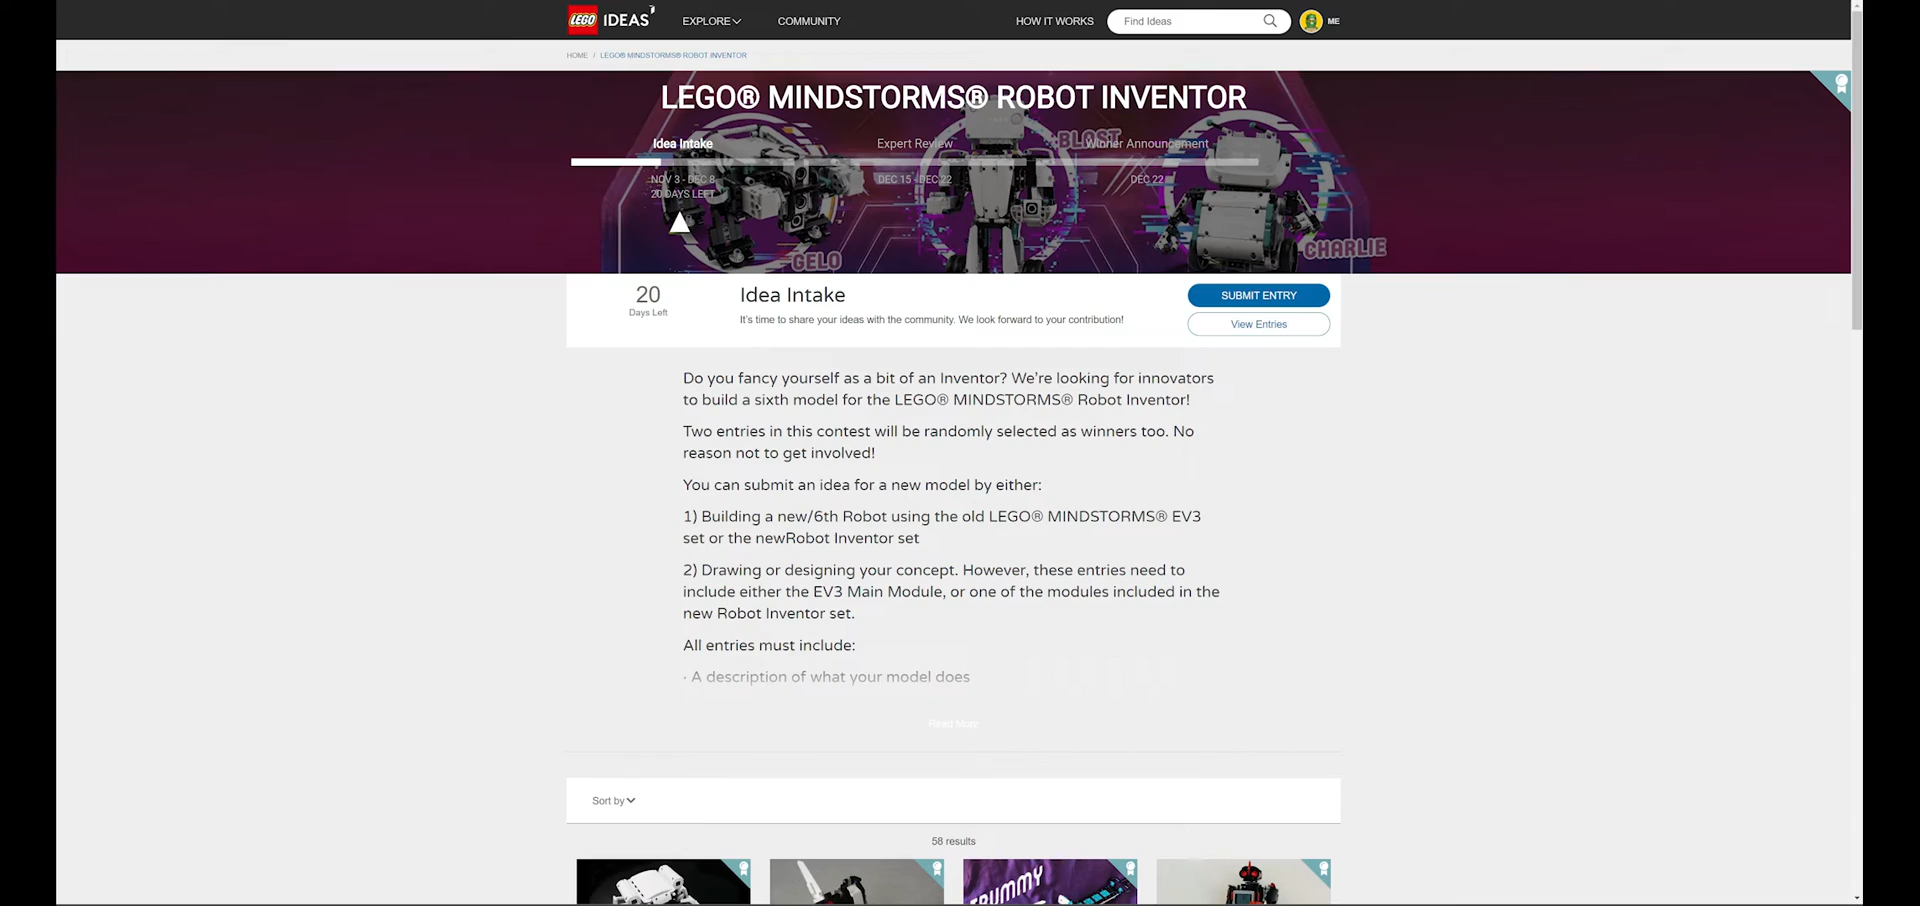 LEGO IDEAS EXPLORE COMMUNITY HOW IT WORKS Find Ideas ME
HOME / LEGO® MINDSTORMS® ROBOT INVENTOR
LEGO® MINDSTORMS® ROBOT INVENTOR
Idea Intake Expert Review Winner Announcement
BLAST
NOV 3 - DEC 8 DEC 15 - DEC 22 DEC 22
20 DAYS LEFT
GELO CHARLIE
20 Idea Intake SUBMIT ENTRY
Days Left It's time to share your ideas with the community. We look forward to your contribution!
View Entries
Do you fancy yourself as a bit of an Inventor? We're looking for innovators
to build a sixth model for the LEGO® MINDSTORMS® Robot Inventor!
Two entries in this contest will be randomly selected as winners too. No
reason not to get involved!
You can submit an idea for a new model by either:
1) Building a new/6th Robot using the old LEGO® MINDSTORMS® EV3
set or the newRobot Inventor set
2) Drawing or designing your concept. However, these entries need to
include either the EV3 Main Module, or one of the modules included in the
new Robot Inventor set.
All entries must include:
· A description of what your model does
Read More
Sort by
58 results